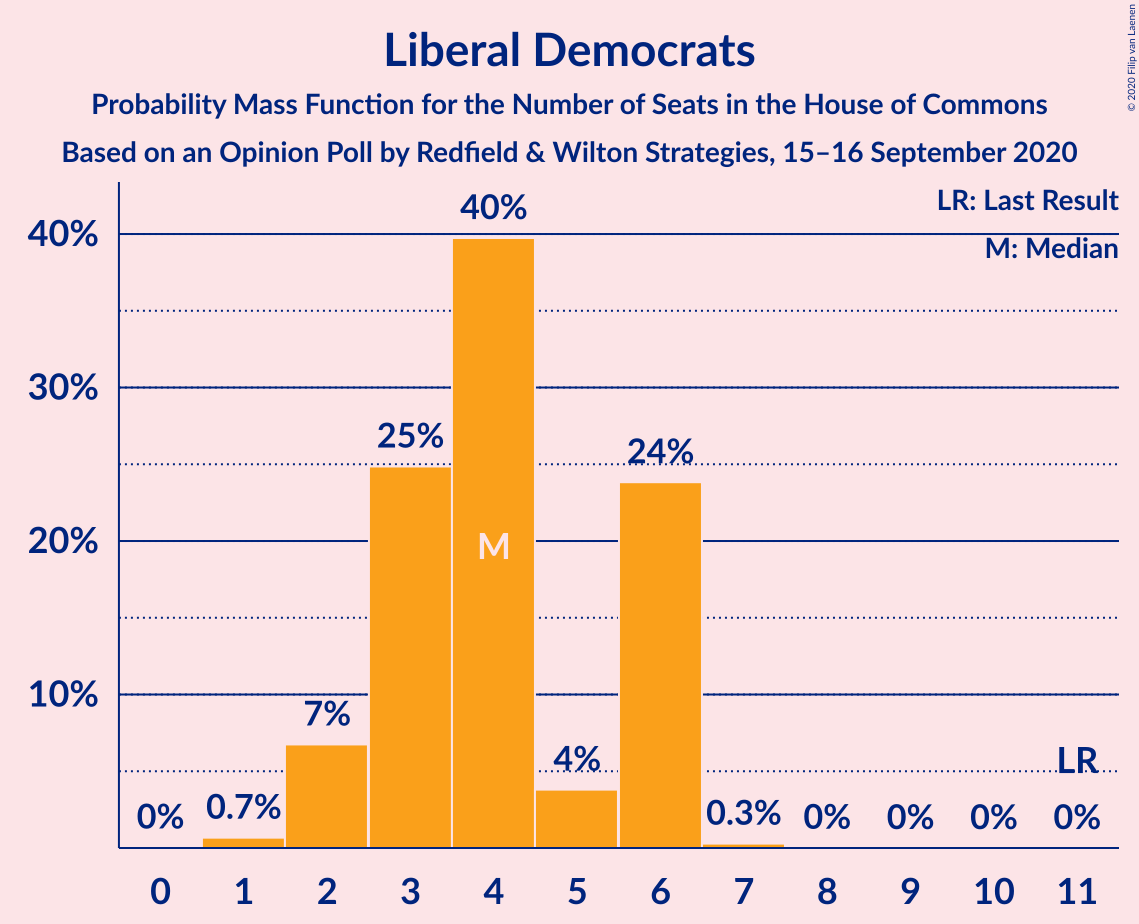 Liberal Democrats
Probability Mass Function for the Number of Seats in the House of Commons
Based on an Opinion Poll by Redfield & Wilton Strategies, 15–16 September 2020
© 2020 Filip van Laenen
LR: Last Result
M: Median
40%
30%
20%
10%
0%
0.7%
7%
25%
40%
M
4%
24%
0.3%
0%
0%
0%
LR
0%
0 1 2 3 4 5 6 7 8 9 10 11